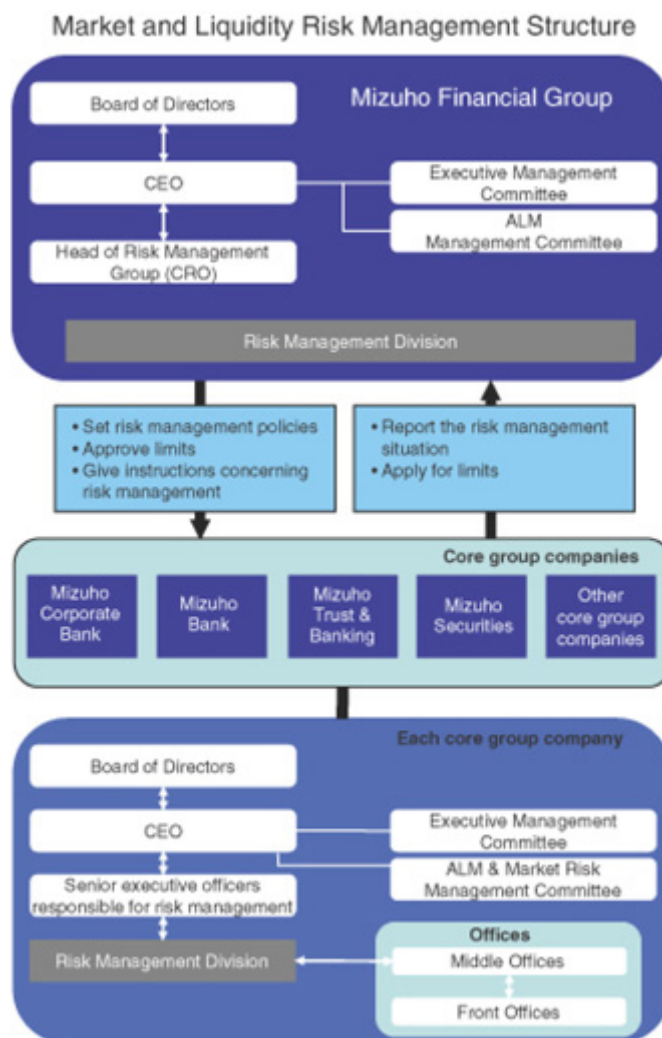 Market and Liquidity Risk Management Structure
Mizuho Financial Group
Board of Directors
CEO
Executive Management
Committee
ALM
Management Committee
Head of Risk Management
Group (CRO)
Risk Management Division
• Set risk management policies
• Approve limits
• Give instructions concerning
risk management
• Report the risk management
situation
• Apply for limits
Core group companies
Mizuho
Corporate
Bank
Mizuho
Bank
Mizuho
Trust &
Banking
Mizuho
Securities
Other
core group
companies
Each core group company
Board of Directors
CEO
Executive Management
Committee
ALM & Market Risk
Management Committee
Senior executive officers
responsible for risk management
Risk Management Division
Offices
Middle Offices
Front Offices